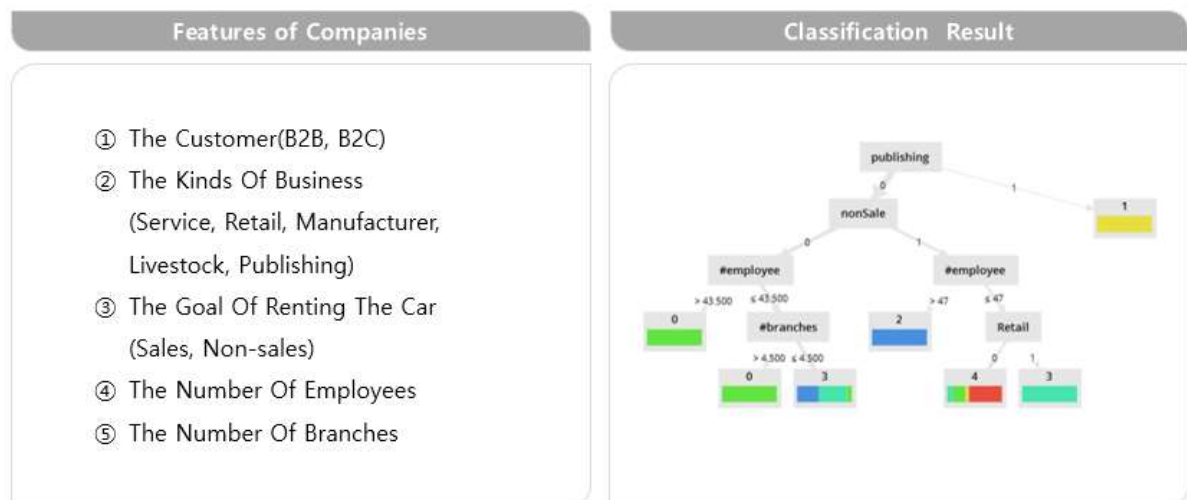 Features of Companies
① The Customer(B2B, B2C)
② The Kinds Of Business
(Service, Retail, Manufacturer,
Livestock, Publishing)
③ The Goal Of Renting The Car
(Sales, Non-sales)
④ The Number Of Employees
⑤ The Number Of Branches
Classification Result
publishing
0 1
nonSale
1
0 1
#employee #employee
> 43.500 ≤ 43.500 > 47 ≤ 47
0 #branches 2 Retail
> 4.500 ≤ 4.500 0 1
0 3 4 3